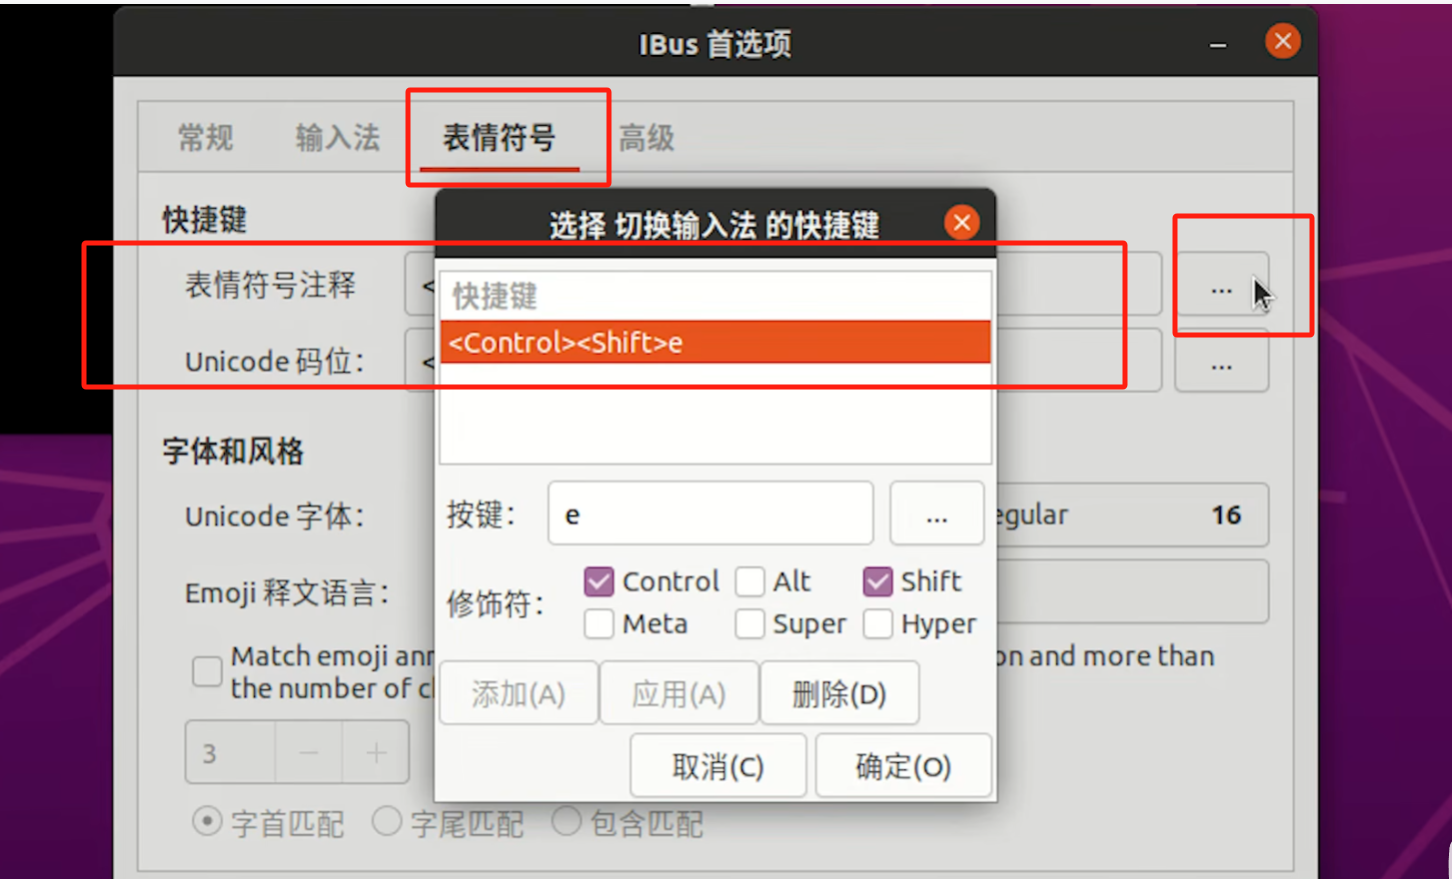 IBus 首选项
常规 输入法 表情符号 高级
快捷键
选择 切换输入法 的快捷键
表情符号注释 < ...
快捷键
<Control><Shift>e
Unicode 码位： < ...
字体和风格
按键： e ...
Unicode 字体： egular 16
修饰符：
Control Alt Shift
Meta Super Hyper
Emoji 释文语言：
Match emoji ann on and more than
the number of c
添加(A) 应用(A) 删除(D)
3 − +
取消(C) 确定(O)
字首匹配 字尾匹配 包含匹配